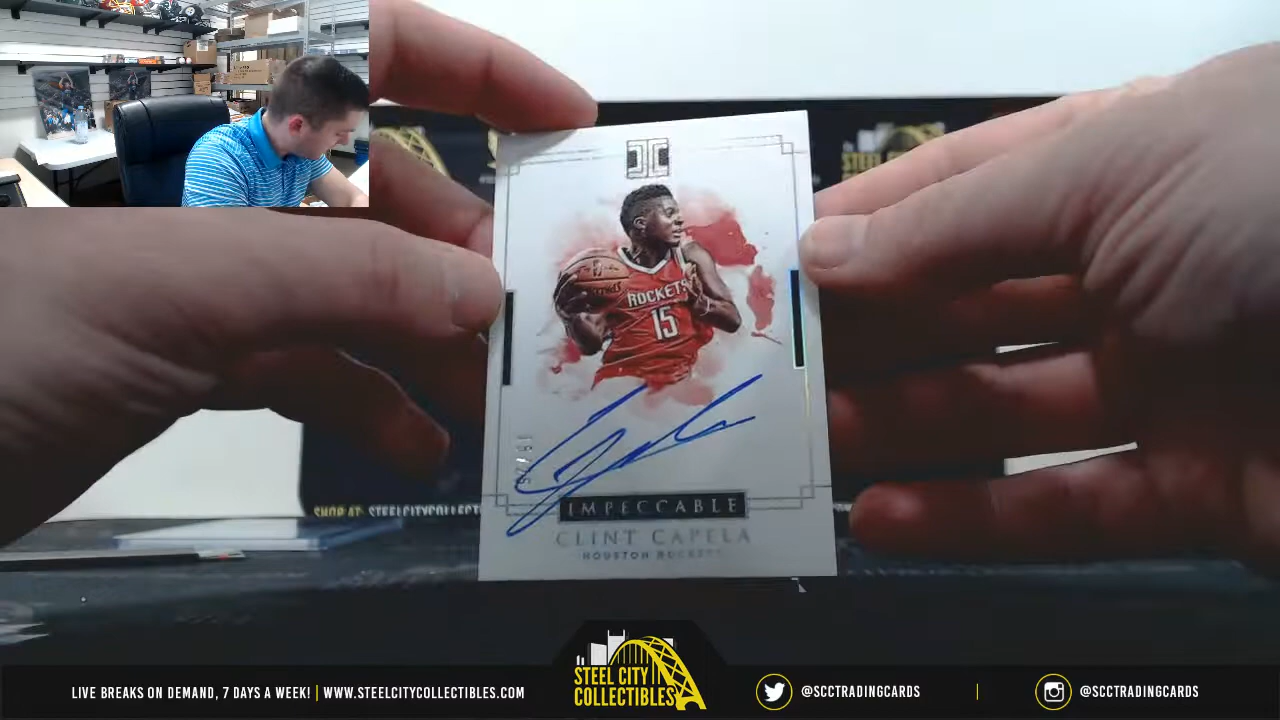 ROCKETS
15
IMPECCABLE
CLINT CAPELA
HOUSTON ROCKETS
SHOP AT: STEELCITYCOLLECT
STEEL CITY
COLLECTIBLES
LIVE BREAKS ON DEMAND, 7 DAYS A WEEK! | WWW.STEELCITYCOLLECTIBLES.COM
@SCCTRADINGCARDS | @SCCTRADINGCARDS